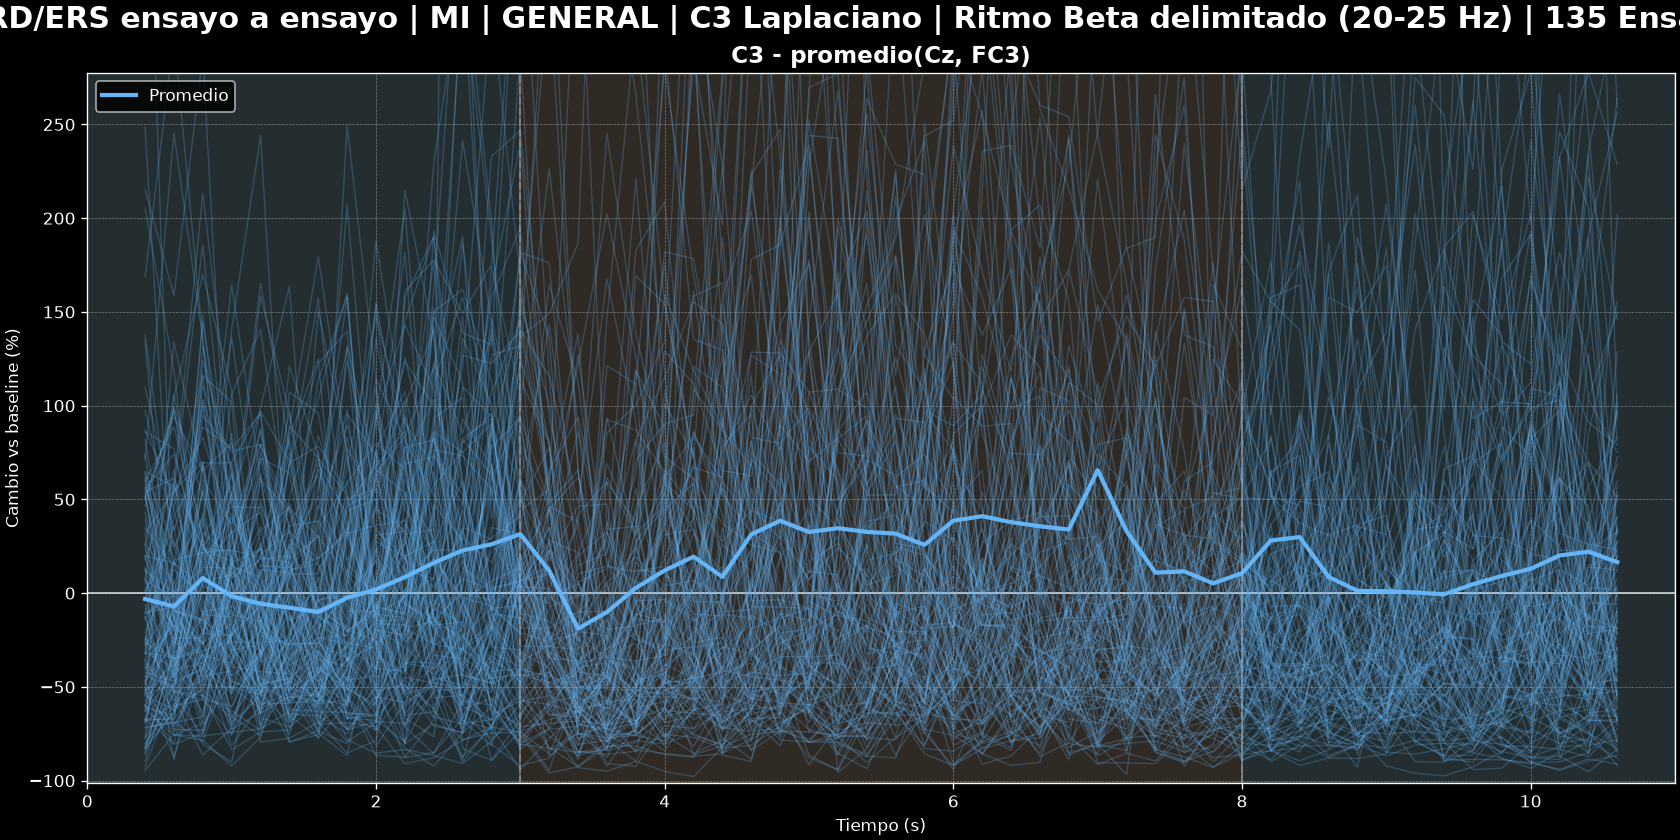 RD/ERS ensayo a ensayo | MI | GENERAL | C3 Laplaciano | Ritmo Beta delimitado (20-25 Hz) | 135 Ens
C3 - promedio(Cz, FC3)
Promedio
250
200
150
100
50
0
−50
−100
Cambio vs baseline (%)
0 2 4 6 8 10
Tiempo (s)